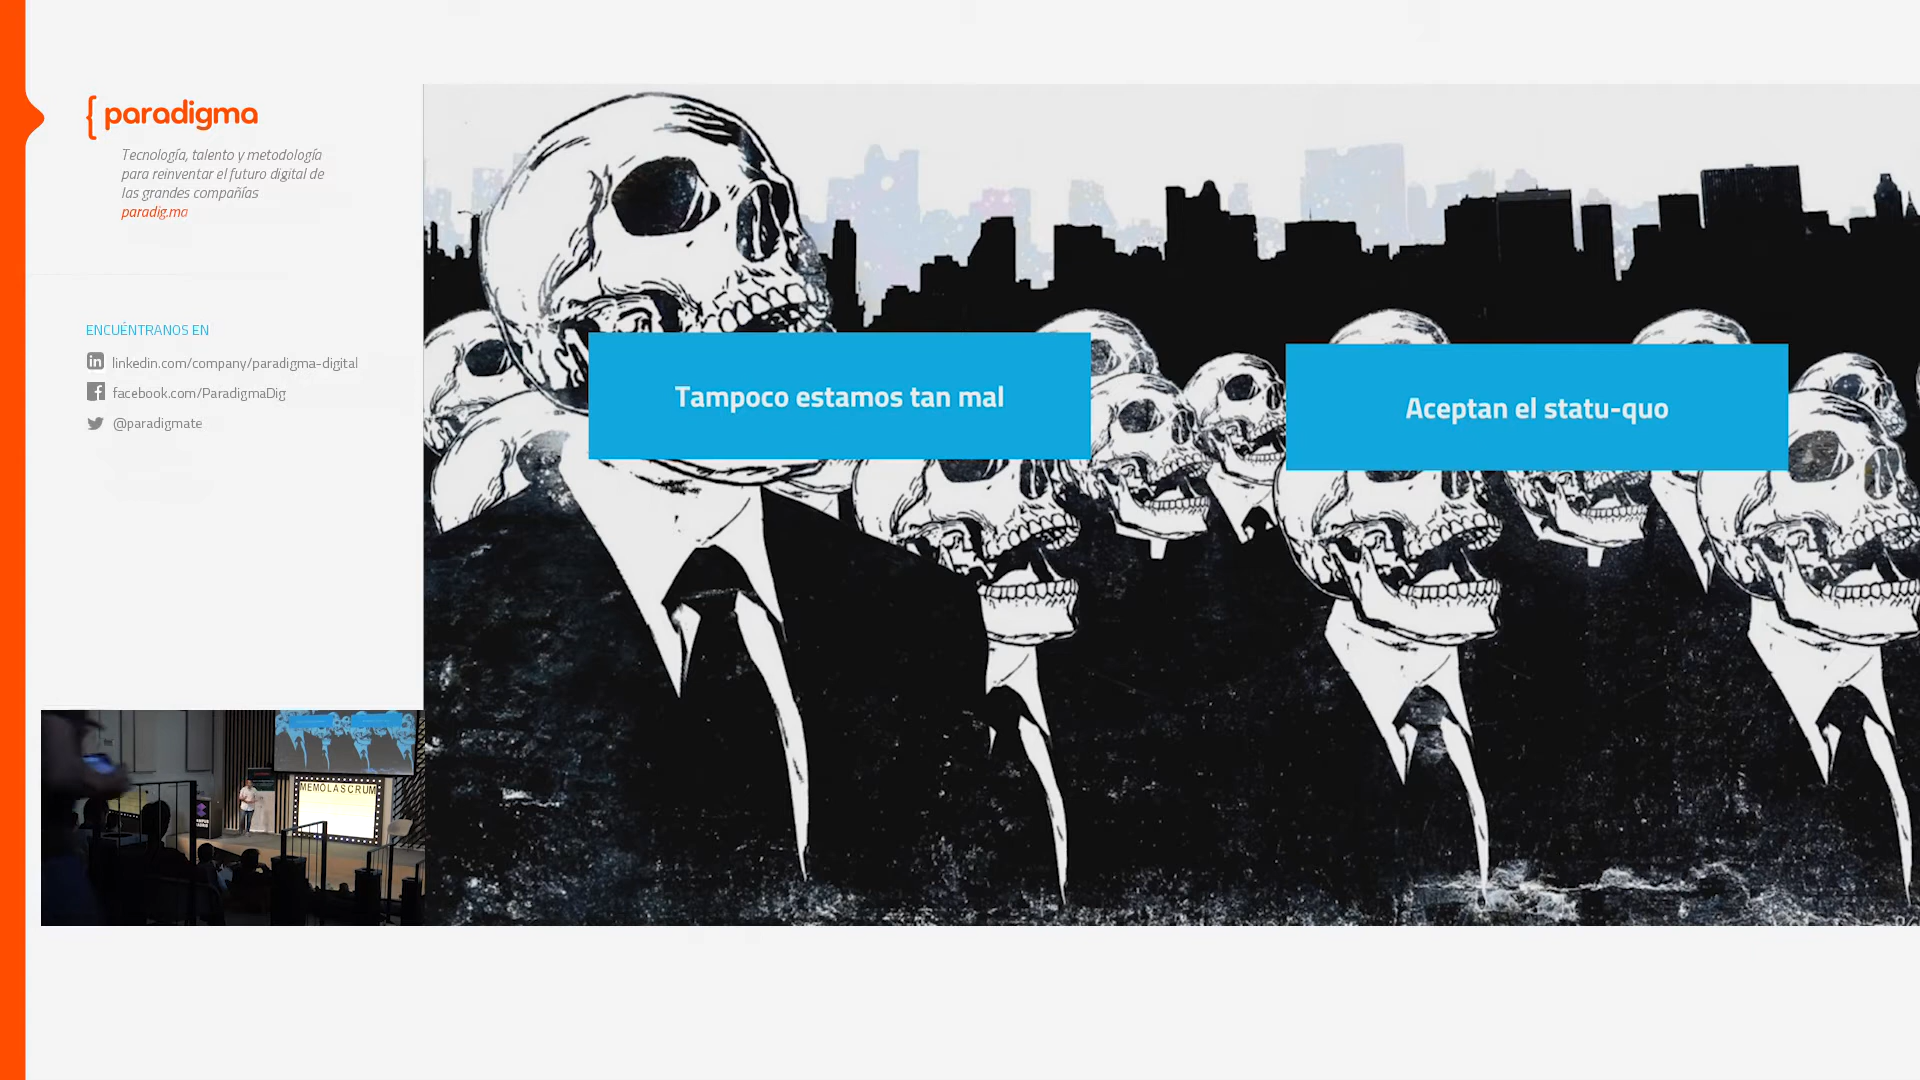 { paradigma
Tecnología, talento y metodología
para reinventar el futuro digital de
las grandes compañías
paradig.ma
ENCUÉNTRANOS EN
linkedin.com/company/paradigma-digital
facebook.com/ParadigmaDig
@paradigmate
Tampoco estamos tan mal
Aceptan el statu-quo
MEMOLASCRUM